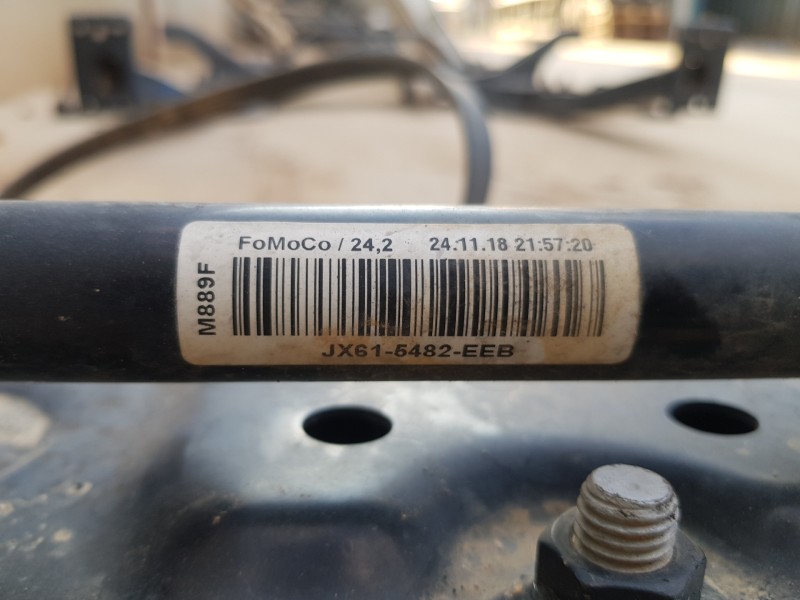 FoMoCo / 24,2 24.11.18 21:57:20
M889F
JX61-5482-EEB